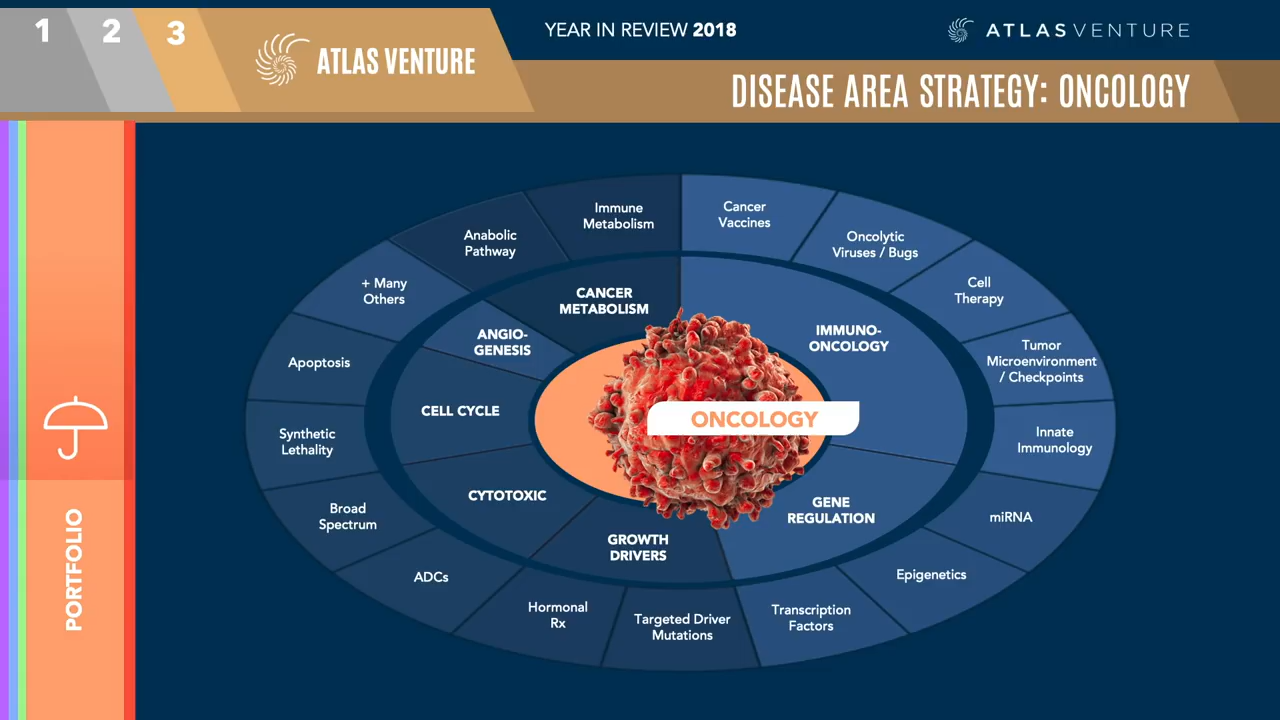 1 2 3
ATLAS VENTURE
YEAR IN REVIEW 2018
ATLAS VENTURE
DISEASE AREA STRATEGY: ONCOLOGY
PORTFOLIO
Immune
Metabolism
Cancer
Vaccines
Oncolytic
Viruses / Bugs
Cell
Therapy
Tumor
Microenvironment
/ Checkpoints
Innate
Immunology
miRNA
Epigenetics
Transcription
Factors
Targeted Driver
Mutations
Hormonal
Rx
ADCs
Broad
Spectrum
Synthetic
Lethality
Apoptosis
+ Many
Others
Anabolic
Pathway
CANCER
METABOLISM
IMMUNO-
ONCOLOGY
GENE
REGULATION
GROWTH
DRIVERS
CYTOTOXIC
CELL CYCLE
ANGIO-
GENESIS
ONCOLOGY